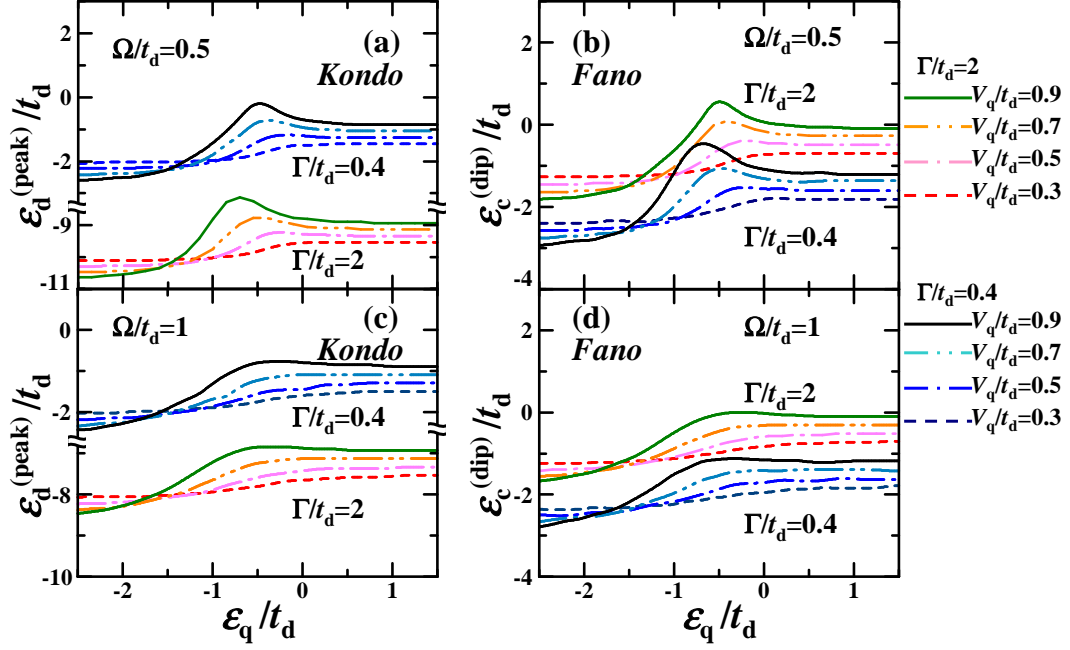 (a)
Ω/t_d=0.5
Kondo
ε_d^(peak)/t_d
2
0
-2
-9
-11
Γ/t_d=0.4
Γ/t_d=2
(b)
Ω/t_d=0.5
Fano
ε_c^(dip)/t_d
2
0
-2
-4
Γ/t_d=2
Γ/t_d=0.4
Γ/t_d=2
V_q/t_d=0.9
V_q/t_d=0.7
V_q/t_d=0.5
V_q/t_d=0.3
(c)
Ω/t_d=1
Kondo
ε_d^(peak)/t_d
0
-2
-8
-10
Γ/t_d=0.4
Γ/t_d=2
-2
-1
0
1
ε_q/t_d
(d)
Ω/t_d=1
Fano
ε_c^(dip)/t_d
2
0
-2
-4
Γ/t_d=2
Γ/t_d=0.4
-2
-1
0
1
ε_q/t_d
Γ/t_d=0.4
V_q/t_d=0.9
V_q/t_d=0.7
V_q/t_d=0.5
V_q/t_d=0.3